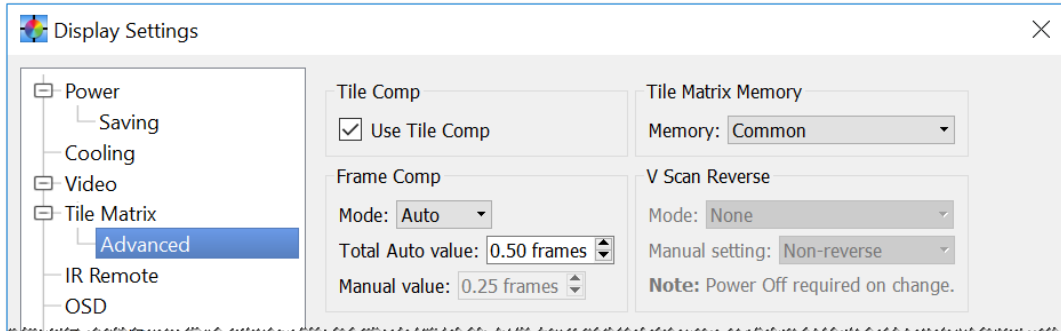 Display Settings
Power
Saving
Cooling
Video
Tile Matrix
Advanced
IR Remote
OSD
Tile Comp
Use Tile Comp
Frame Comp
Mode: Auto
Total Auto value: 0.50 frames
Manual value: 0.25 frames
Tile Matrix Memory
Memory: Common
V Scan Reverse
Mode: None
Manual setting: Non-reverse
Note: Power Off required on change.